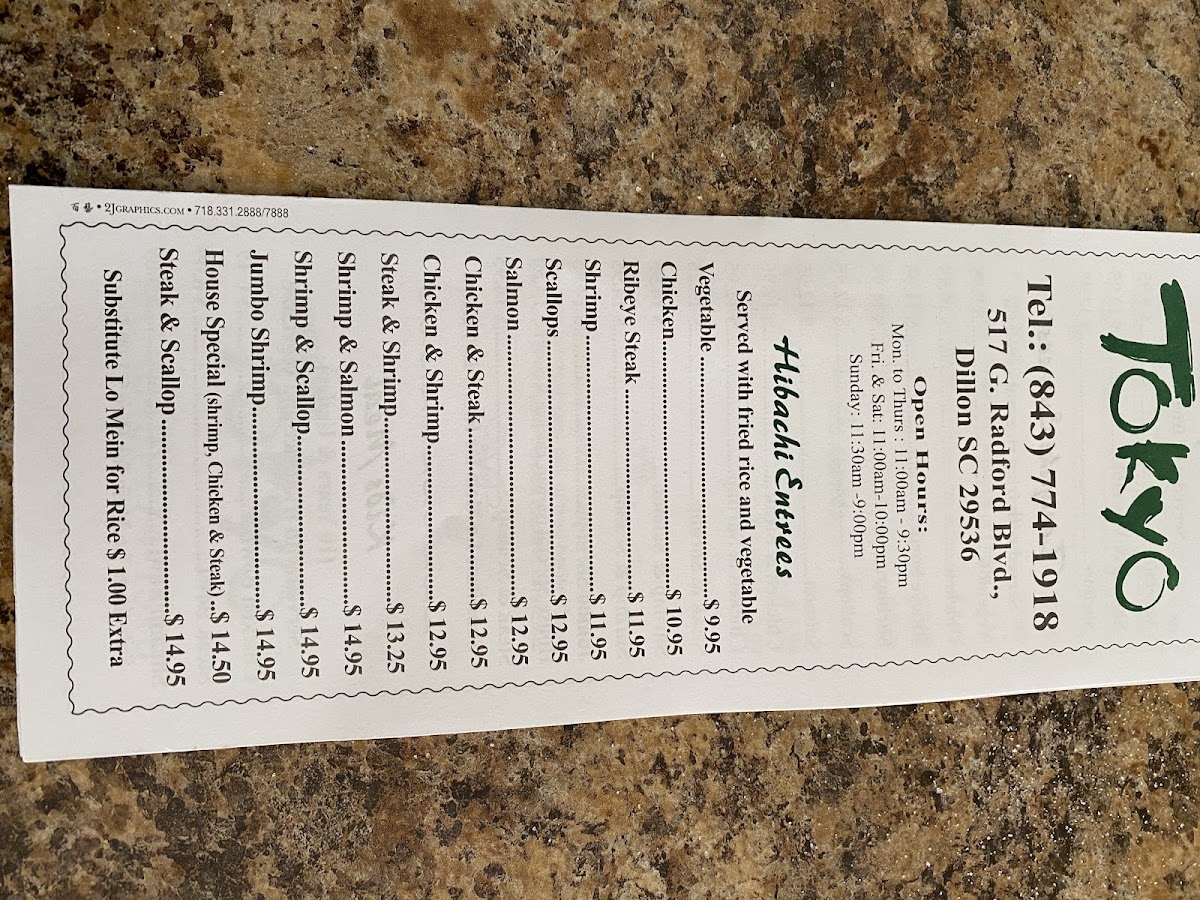 TOKYO
Tel.: (843) 774-1918
517 G. Radford Blvd.,
Dillon SC 29536
Open Hours:
Mon. to Thurs : 11:00am - 9:30pm
Fri. & Sat: 11:00am-10:00pm
Sunday: 11:30am -9:00pm
Hibachi Entrees
Served with fried rice and vegetable
Vegetable ........ $ 9.95
Chicken........ $ 10.95
Ribeye Steak ........ $ 11.95
Shrimp........ $ 11.95
Scallops ........ $ 12.95
Salmon........ $ 12.95
Chicken & Steak ........ $ 12.95
Chicken & Shrimp........ $ 12.95
Steak & Shrimp........ $ 13.25
Shrimp & Salmon ........ $ 14.95
Shrimp & Scallop........ $ 14.95
Jumbo Shrimp........ $ 14.95
House Special (shrimp, Chicken & Steak) ..$ 14.50
Steak & Scallop ........ $ 14.95
Substitute Lo Mein for Rice $ 1.00 Extra
• 2JGRAPHICS.COM • 718.331.2888/7888